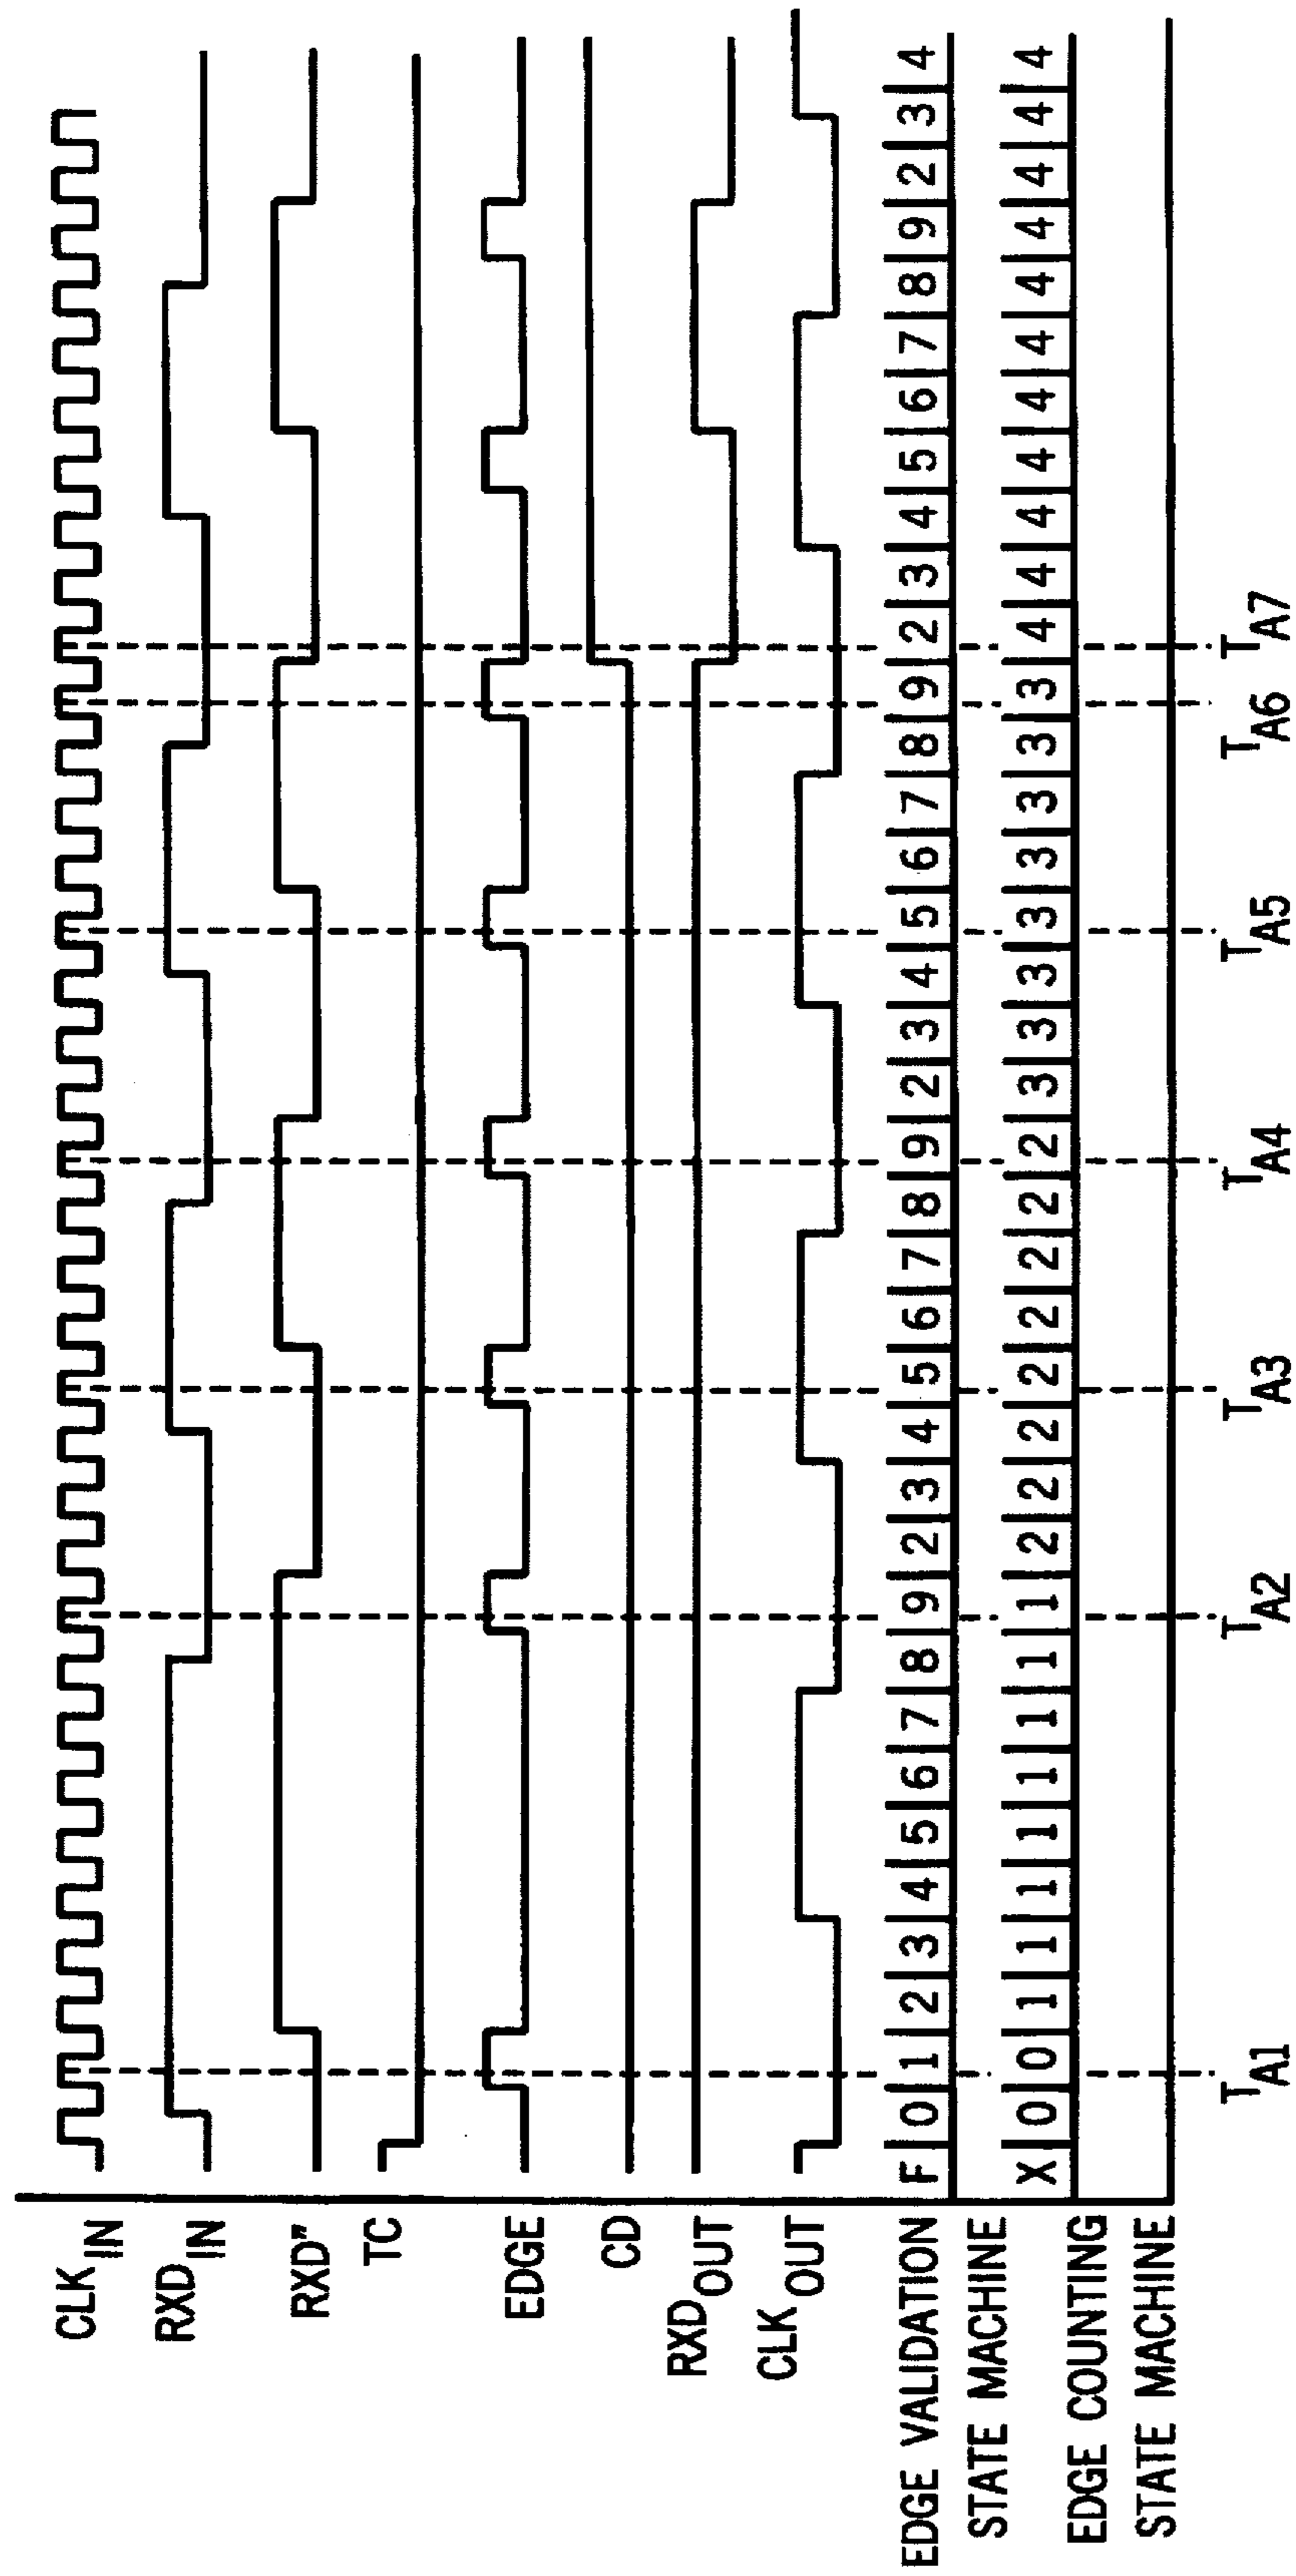 CLK IN
RXD IN
RXD"
TC
EDGE
CD
RXD OUT
CLK OUT
EDGE VALIDATION STATE MACHINE
F 0 1 2 3 4 5 6 7 8 9 2 3 4 5 6 7 8 9 2 3 4 5 6 7 8 9 2 3 4 5 6 7 8 9 2 3 4
EDGE COUNTING STATE MACHINE
X 0 0 1 1 1 1 1 1 1 1 2 2 2 2 2 2 2 2 3 3 3 3 3 3 3 3 4 4 4 4 4 4 4 4 4 4 4
TA1 TA2 TA3 TA4 TA5 TA6 TA7